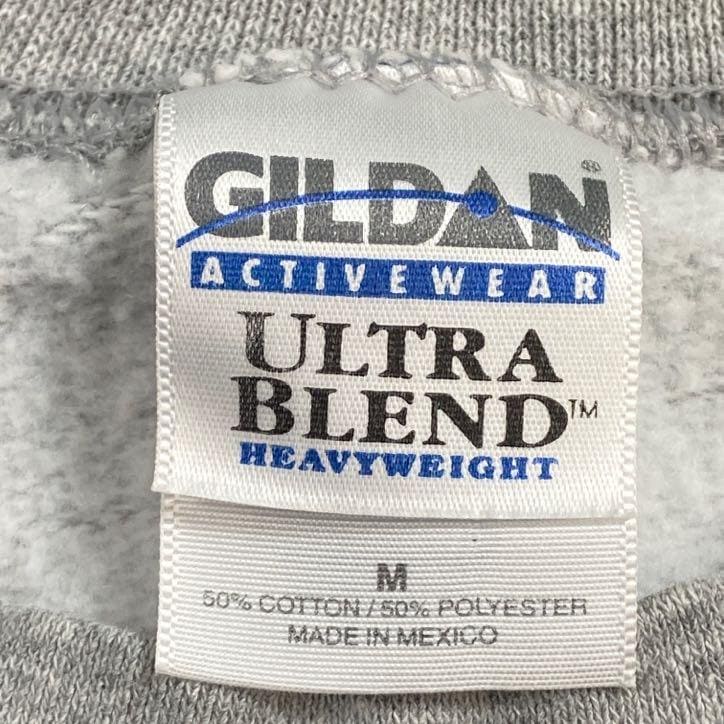 GILDAN®
ACTIVEWEAR
ULTRA
BLEND™
HEAVYWEIGHT
M
50% COTTON / 50% POLYESTER
MADE IN MEXICO